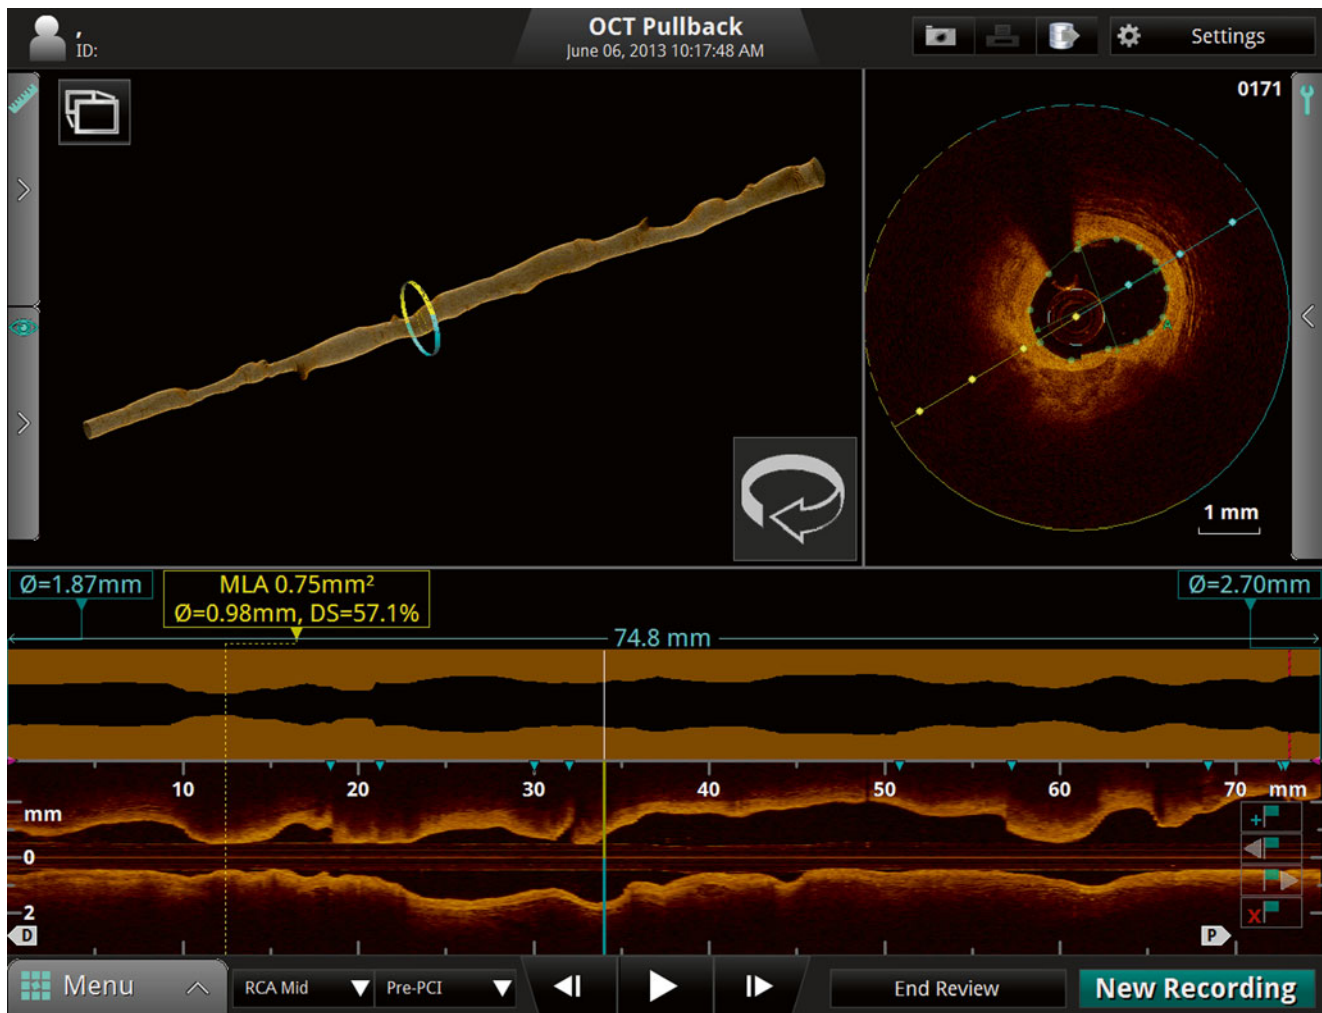 OCT Pullback
June 06, 2013 10:17:48 AM
,
ID:
Settings
0171
1 mm
Ø=1.87mm
MLA 0.75mm²
Ø=0.98mm, DS=57.1%
Ø=2.70mm
74.8 mm
10 20 30 40 50 60 70 mm
mm
0
2
D
P
Menu
RCA Mid
Pre-PCI
End Review
New Recording